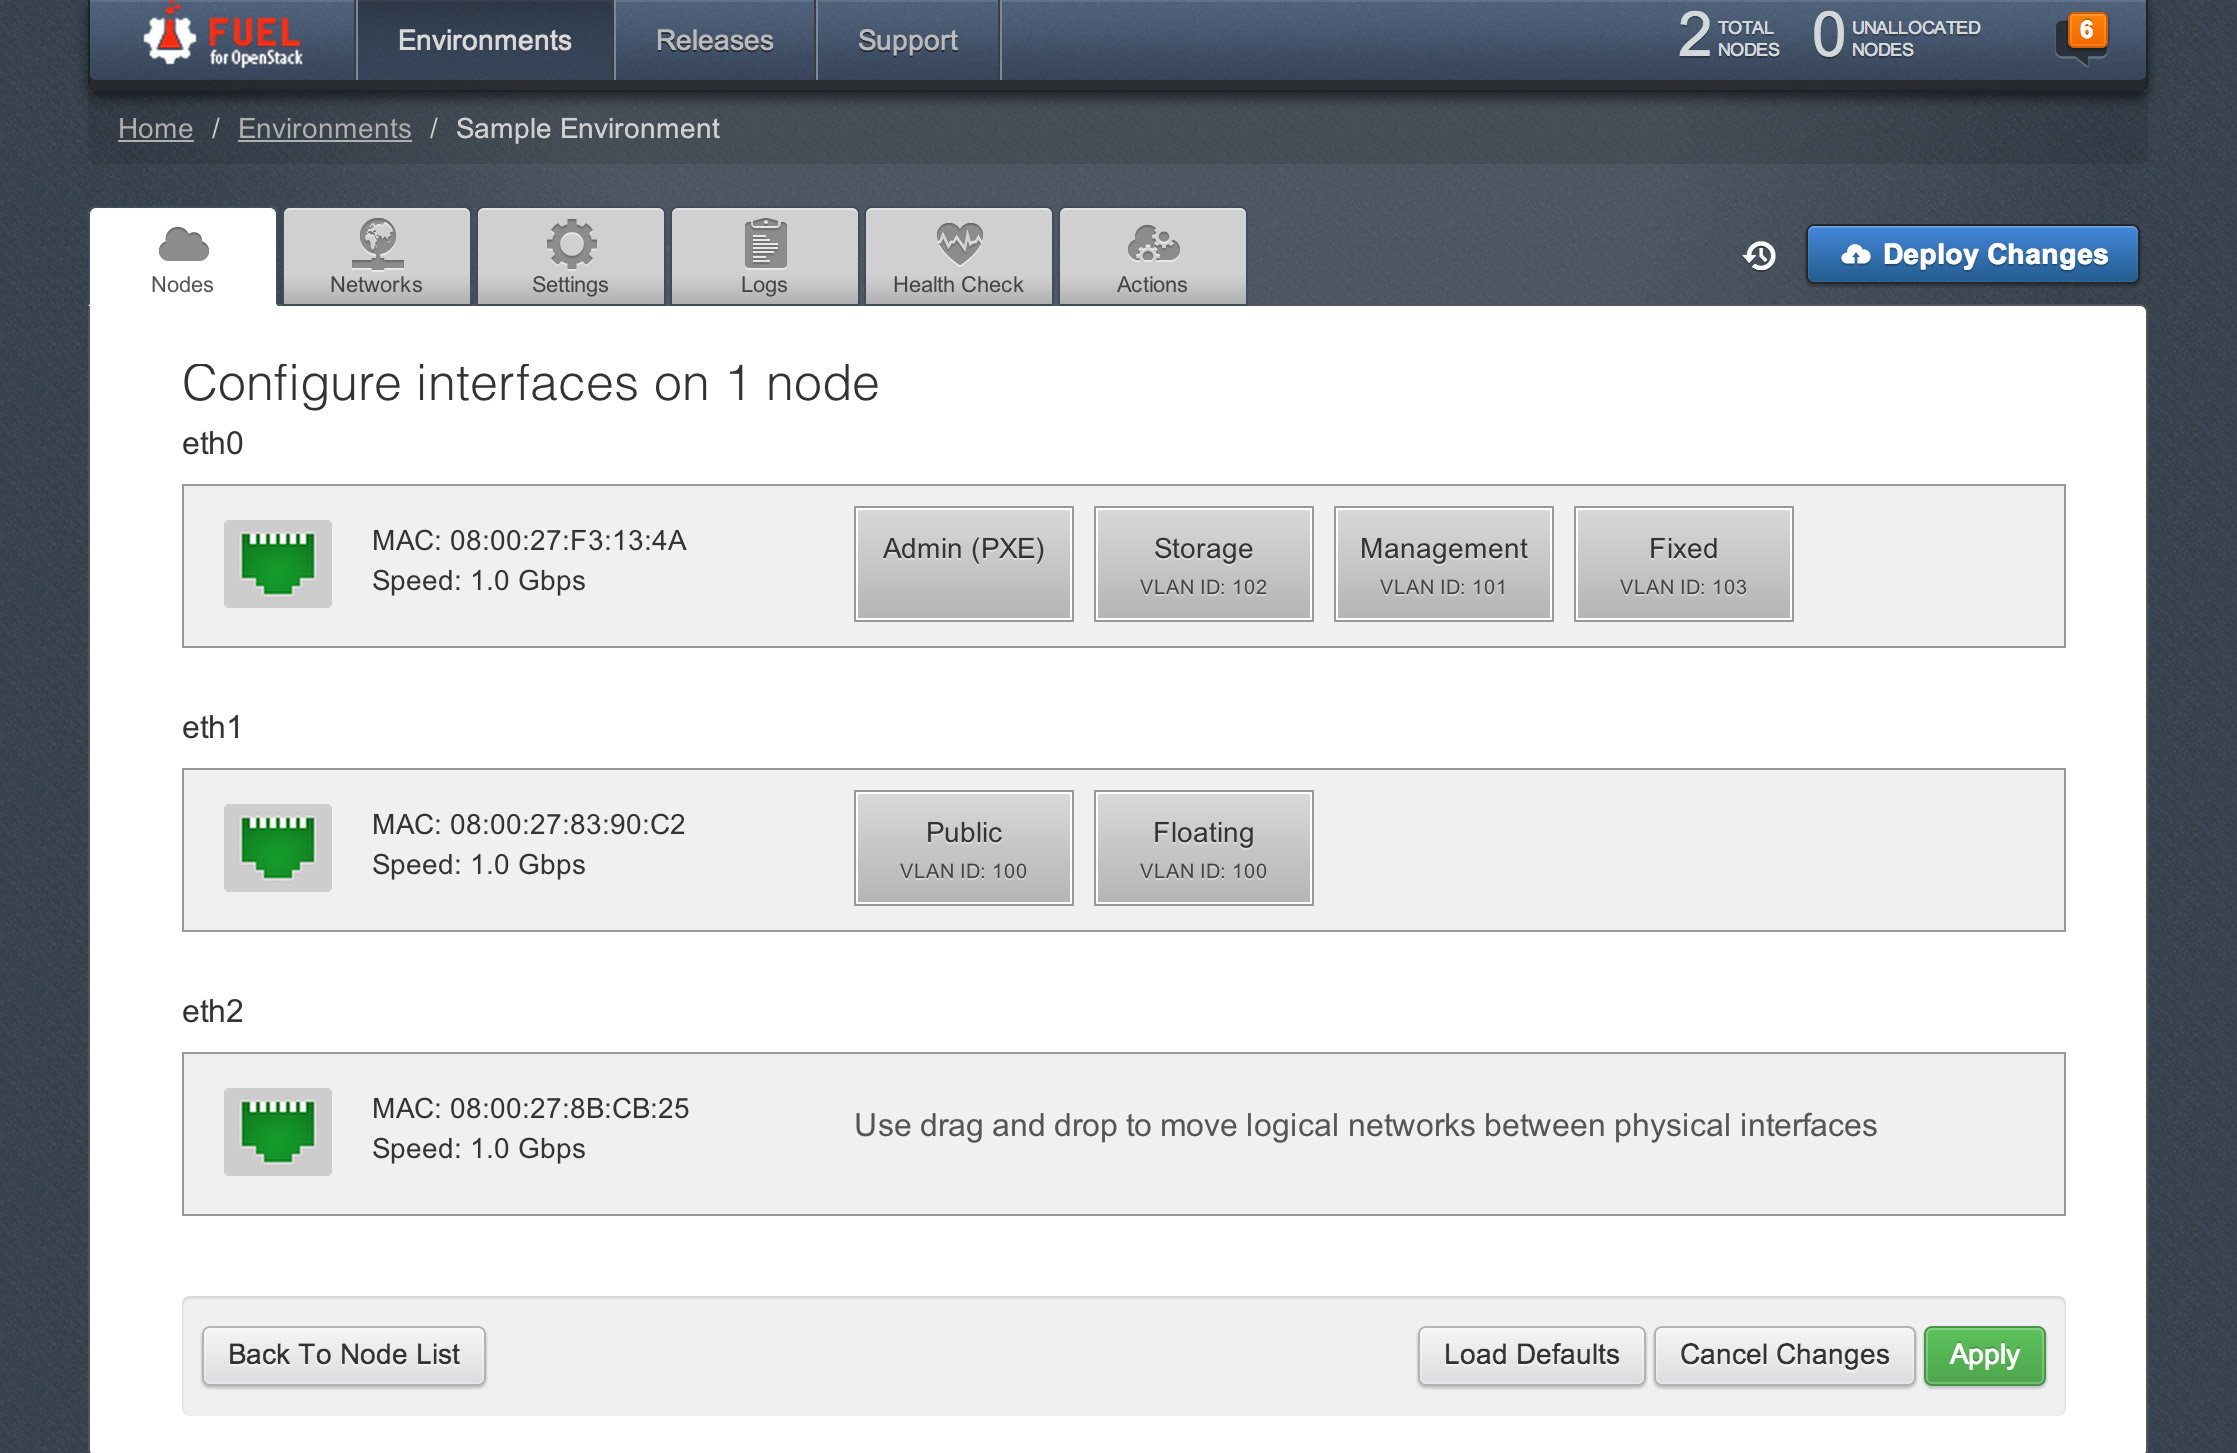 FUEL
for OpenStack
Environments
Releases
Support
2 TOTAL NODES
0 UNALLOCATED NODES
6
Home / Environments / Sample Environment
Nodes
Networks
Settings
Logs
Health Check
Actions
Deploy Changes
Configure interfaces on 1 node
eth0
MAC: 08:00:27:F3:13:4A
Speed: 1.0 Gbps
Admin (PXE)
Storage
VLAN ID: 102
Management
VLAN ID: 101
Fixed
VLAN ID: 103
eth1
MAC: 08:00:27:83:90:C2
Speed: 1.0 Gbps
Public
VLAN ID: 100
Floating
VLAN ID: 100
eth2
MAC: 08:00:27:8B:CB:25
Speed: 1.0 Gbps
Use drag and drop to move logical networks between physical interfaces
Back To Node List
Load Defaults
Cancel Changes
Apply